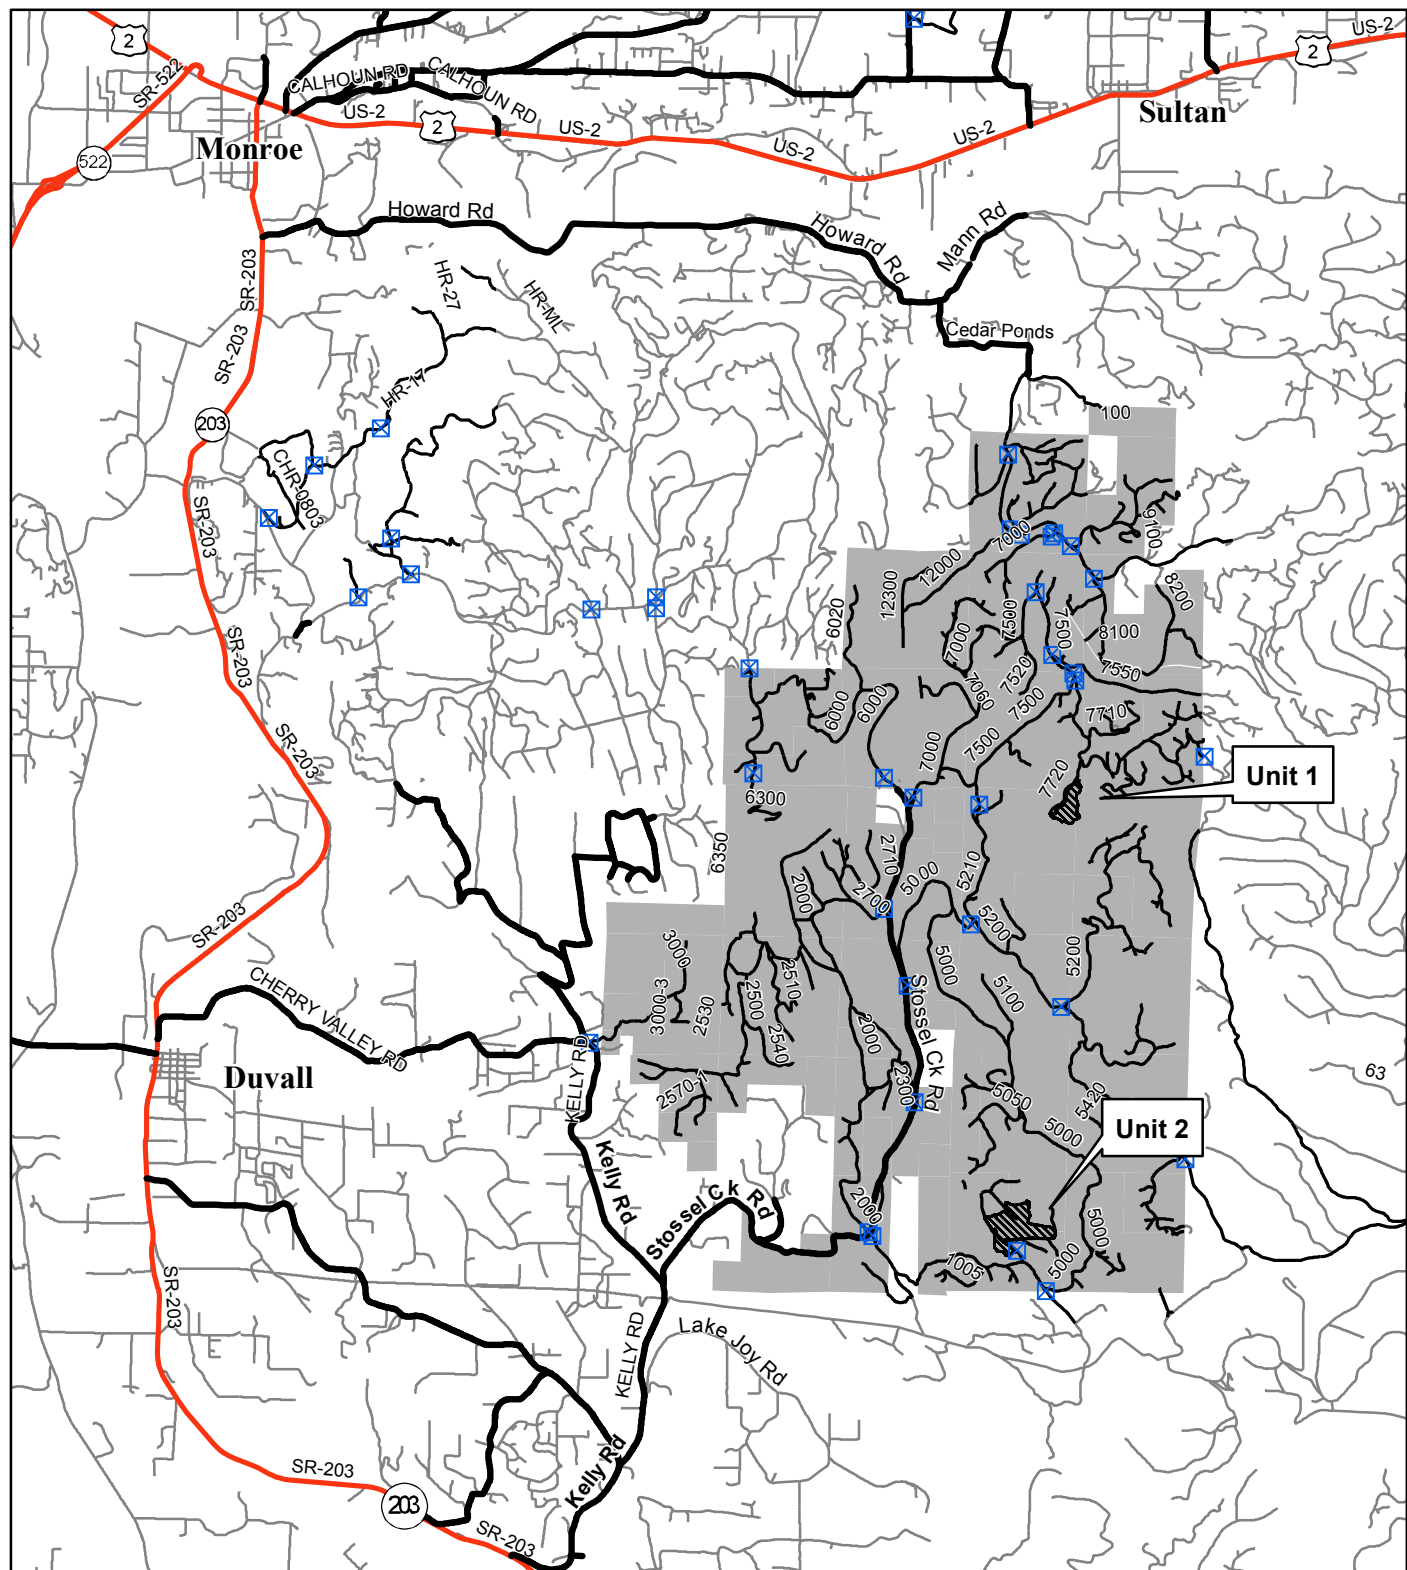 US-2
2
2
SR-522
CALHOUN RD
CALHOUN RD
Sultan
US-2
2
US-2
US-2
US-2
522
Monroe
Howard Rd
Howard Rd
Mann Rd
SR-203
HR-27
HR-ML
Cedar Ponds
SR-203
HR-17
100
203
CHR-0803
SR-203
7000
9100
12000
12300
8200
6020
7500
7500
8100
7000
SR-203
7520
7550
7060
6000
6000
7500
7710
SR-203
7000
7500
7720
Unit 1
6300
2710
6350
5000
5210
2000
2700
SR-203
5200
3000
5200
5000
2510
CHERRY VALLEY RD
3000-3
2530
2500
Stossel Ck Rd
5100
2540
2000
KELLY RD
Duvall
63
2570-1
2300
5050
5420
5000
Unit 2
Kelly Rd
Stossel Ck Rd
2000
5000
1005
5000
SR-203
KELLY RD
Lake Joy Rd
SR-203
Kelly Rd
203
SR-203